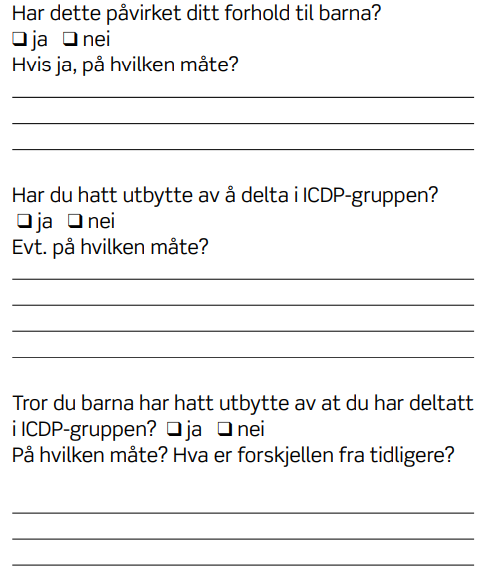 Har dette påvirket ditt forhold til barna?
❑ ja ❑ nei
Hvis ja, på hvilken måte?
Har du hatt utbytte av å delta i ICDP-gruppen?
❑ ja ❑ nei
Evt. på hvilken måte?
Tror du barna har hatt utbytte av at du har deltatt
i ICDP-gruppen? ❑ ja ❑ nei
På hvilken måte? Hva er forskjellen fra tidligere?